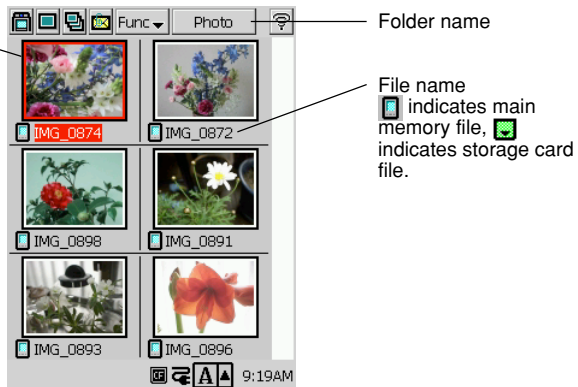 Func
Photo
Folder name
IMG_0874
IMG_0872
File name
indicates main
memory file,
indicates storage card
file.
IMG_0898
IMG_0891
IMG_0893
IMG_0896
CF
A
9:19AM